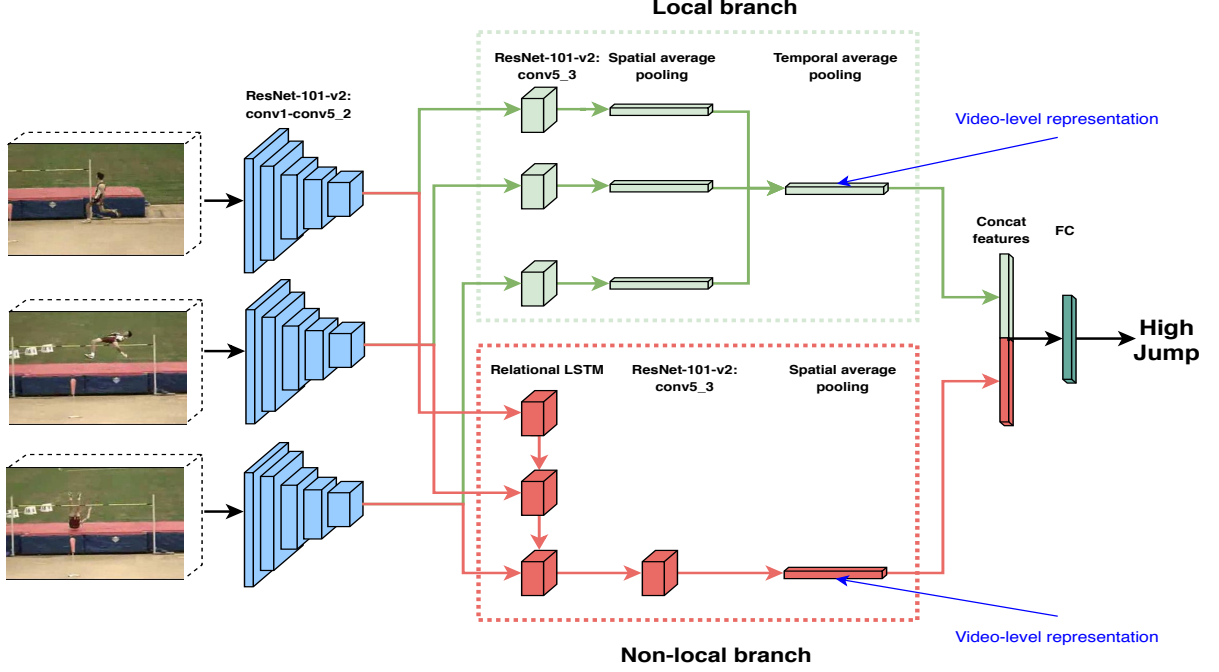 Local branch
ResNet-101-v2:
conv5_3
Spatial average
pooling
Temporal average
pooling
ResNet-101-v2:
conv1-conv5_2
Video-level representation
Concat
features
FC
High
Jump
Relational LSTM
ResNet-101-v2:
conv5_3
Spatial average
pooling
Video-level representation
Non-local branch